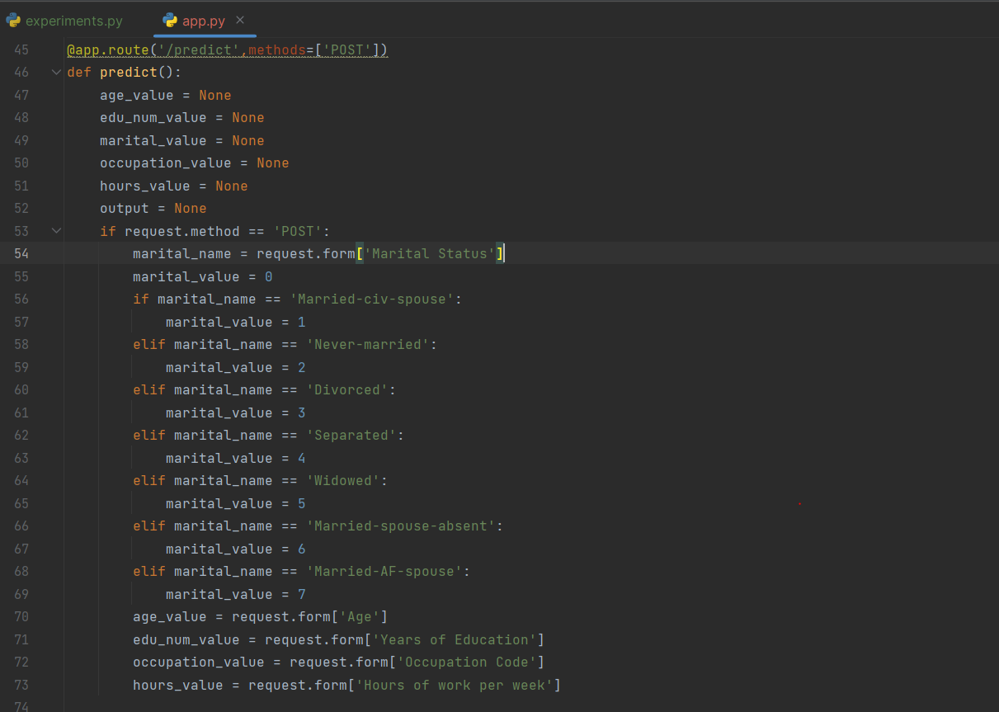 experiments.py app.py
45 @app.route('/predict',methods=['POST'])
46 def predict():
47 age_value = None
48 edu_num_value = None
49 marital_value = None
50 occupation_value = None
51 hours_value = None
52 output = None
53 if request.method == 'POST':
54 marital_name = request.form['Marital Status']
55 marital_value = 0
56 if marital_name == 'Married-civ-spouse':
57 marital_value = 1
58 elif marital_name == 'Never-married':
59 marital_value = 2
60 elif marital_name == 'Divorced':
61 marital_value = 3
62 elif marital_name == 'Separated':
63 marital_value = 4
64 elif marital_name == 'Widowed':
65 marital_value = 5
66 elif marital_name == 'Married-spouse-absent':
67 marital_value = 6
68 elif marital_name == 'Married-AF-spouse':
69 marital_value = 7
70 age_value = request.form['Age']
71 edu_num_value = request.form['Years of Education']
72 occupation_value = request.form['Occupation Code']
73 hours_value = request.form['Hours of work per week']
74